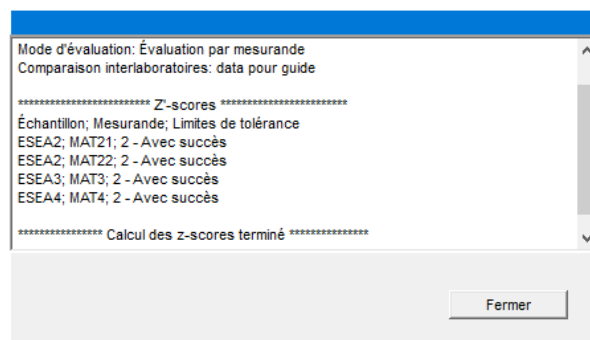 Mode d'évaluation: Évaluation par mesurande
Comparaison interlaboratoires: data pour guide
************************* Z'-scores ************************
Échantillon; Mesurande; Limites de tolérance
ESEA2; MAT21; 2 - Avec succès
ESEA2; MAT22; 2 - Avec succès
ESEA3; MAT3; 2 - Avec succès
ESEA4; MAT4; 2 - Avec succès
**************** Calcul des z-scores terminé ***************
Fermer